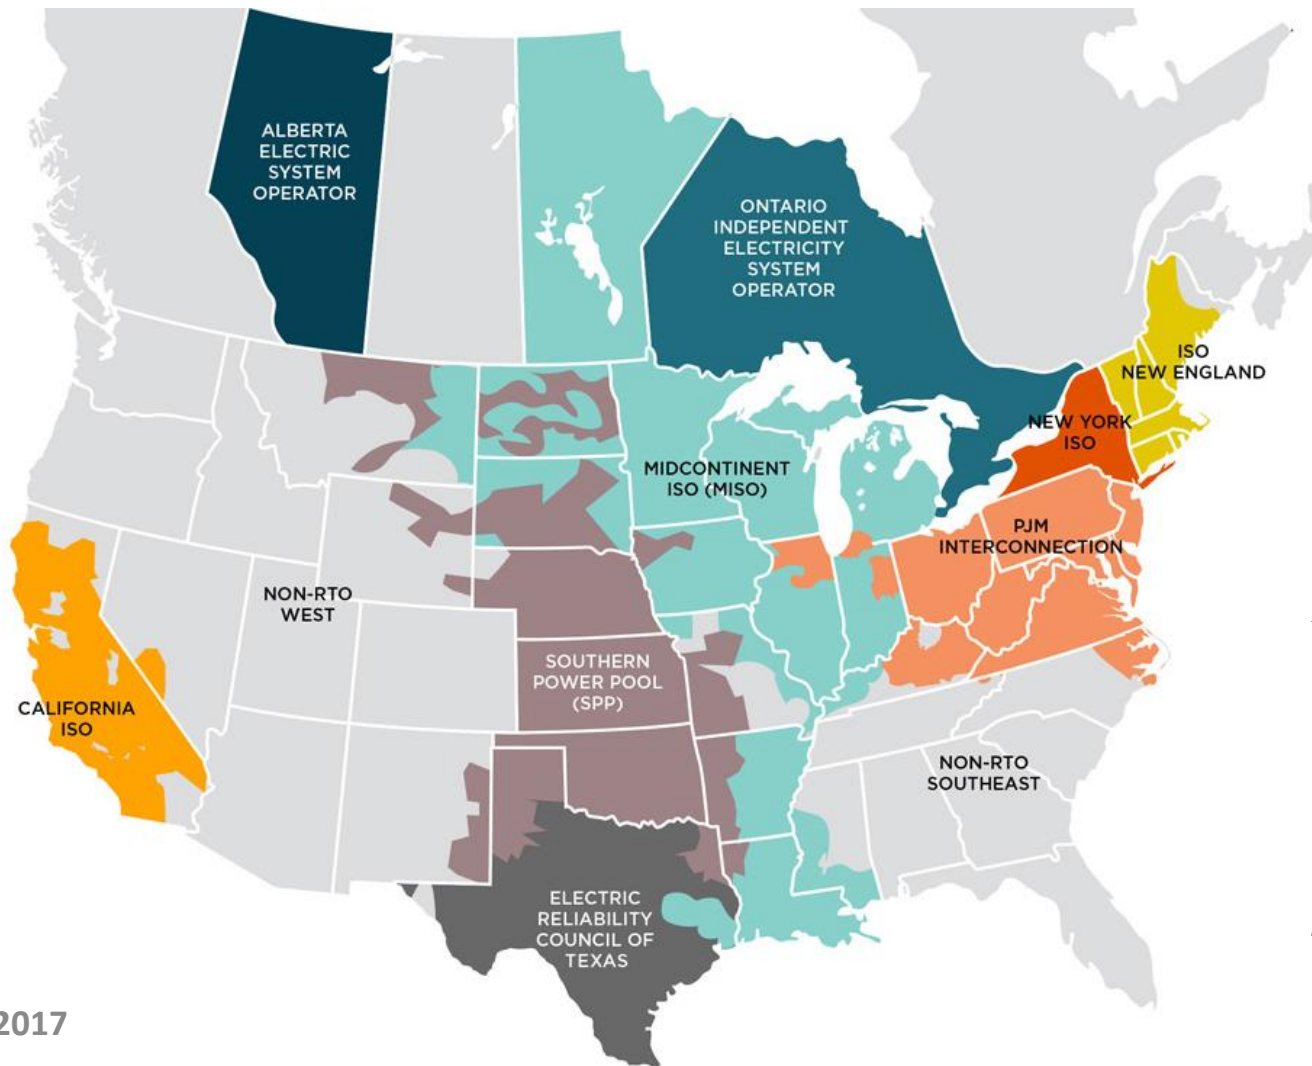 ALBERTA
ELECTRIC
SYSTEM
OPERATOR
ONTARIO
INDEPENDENT
ELECTRICITY
SYSTEM
OPERATOR
ISO
NEW ENGLAND
NEW YORK
ISO
MIDCONTINENT
ISO (MISO)
PJM
INTERCONNECTION
NON-RTO
WEST
SOUTHERN
POWER POOL
(SPP)
CALIFORNIA
ISO
NON-RTO
SOUTHEAST
ELECTRIC
RELIABILITY
COUNCIL OF
TEXAS
2017